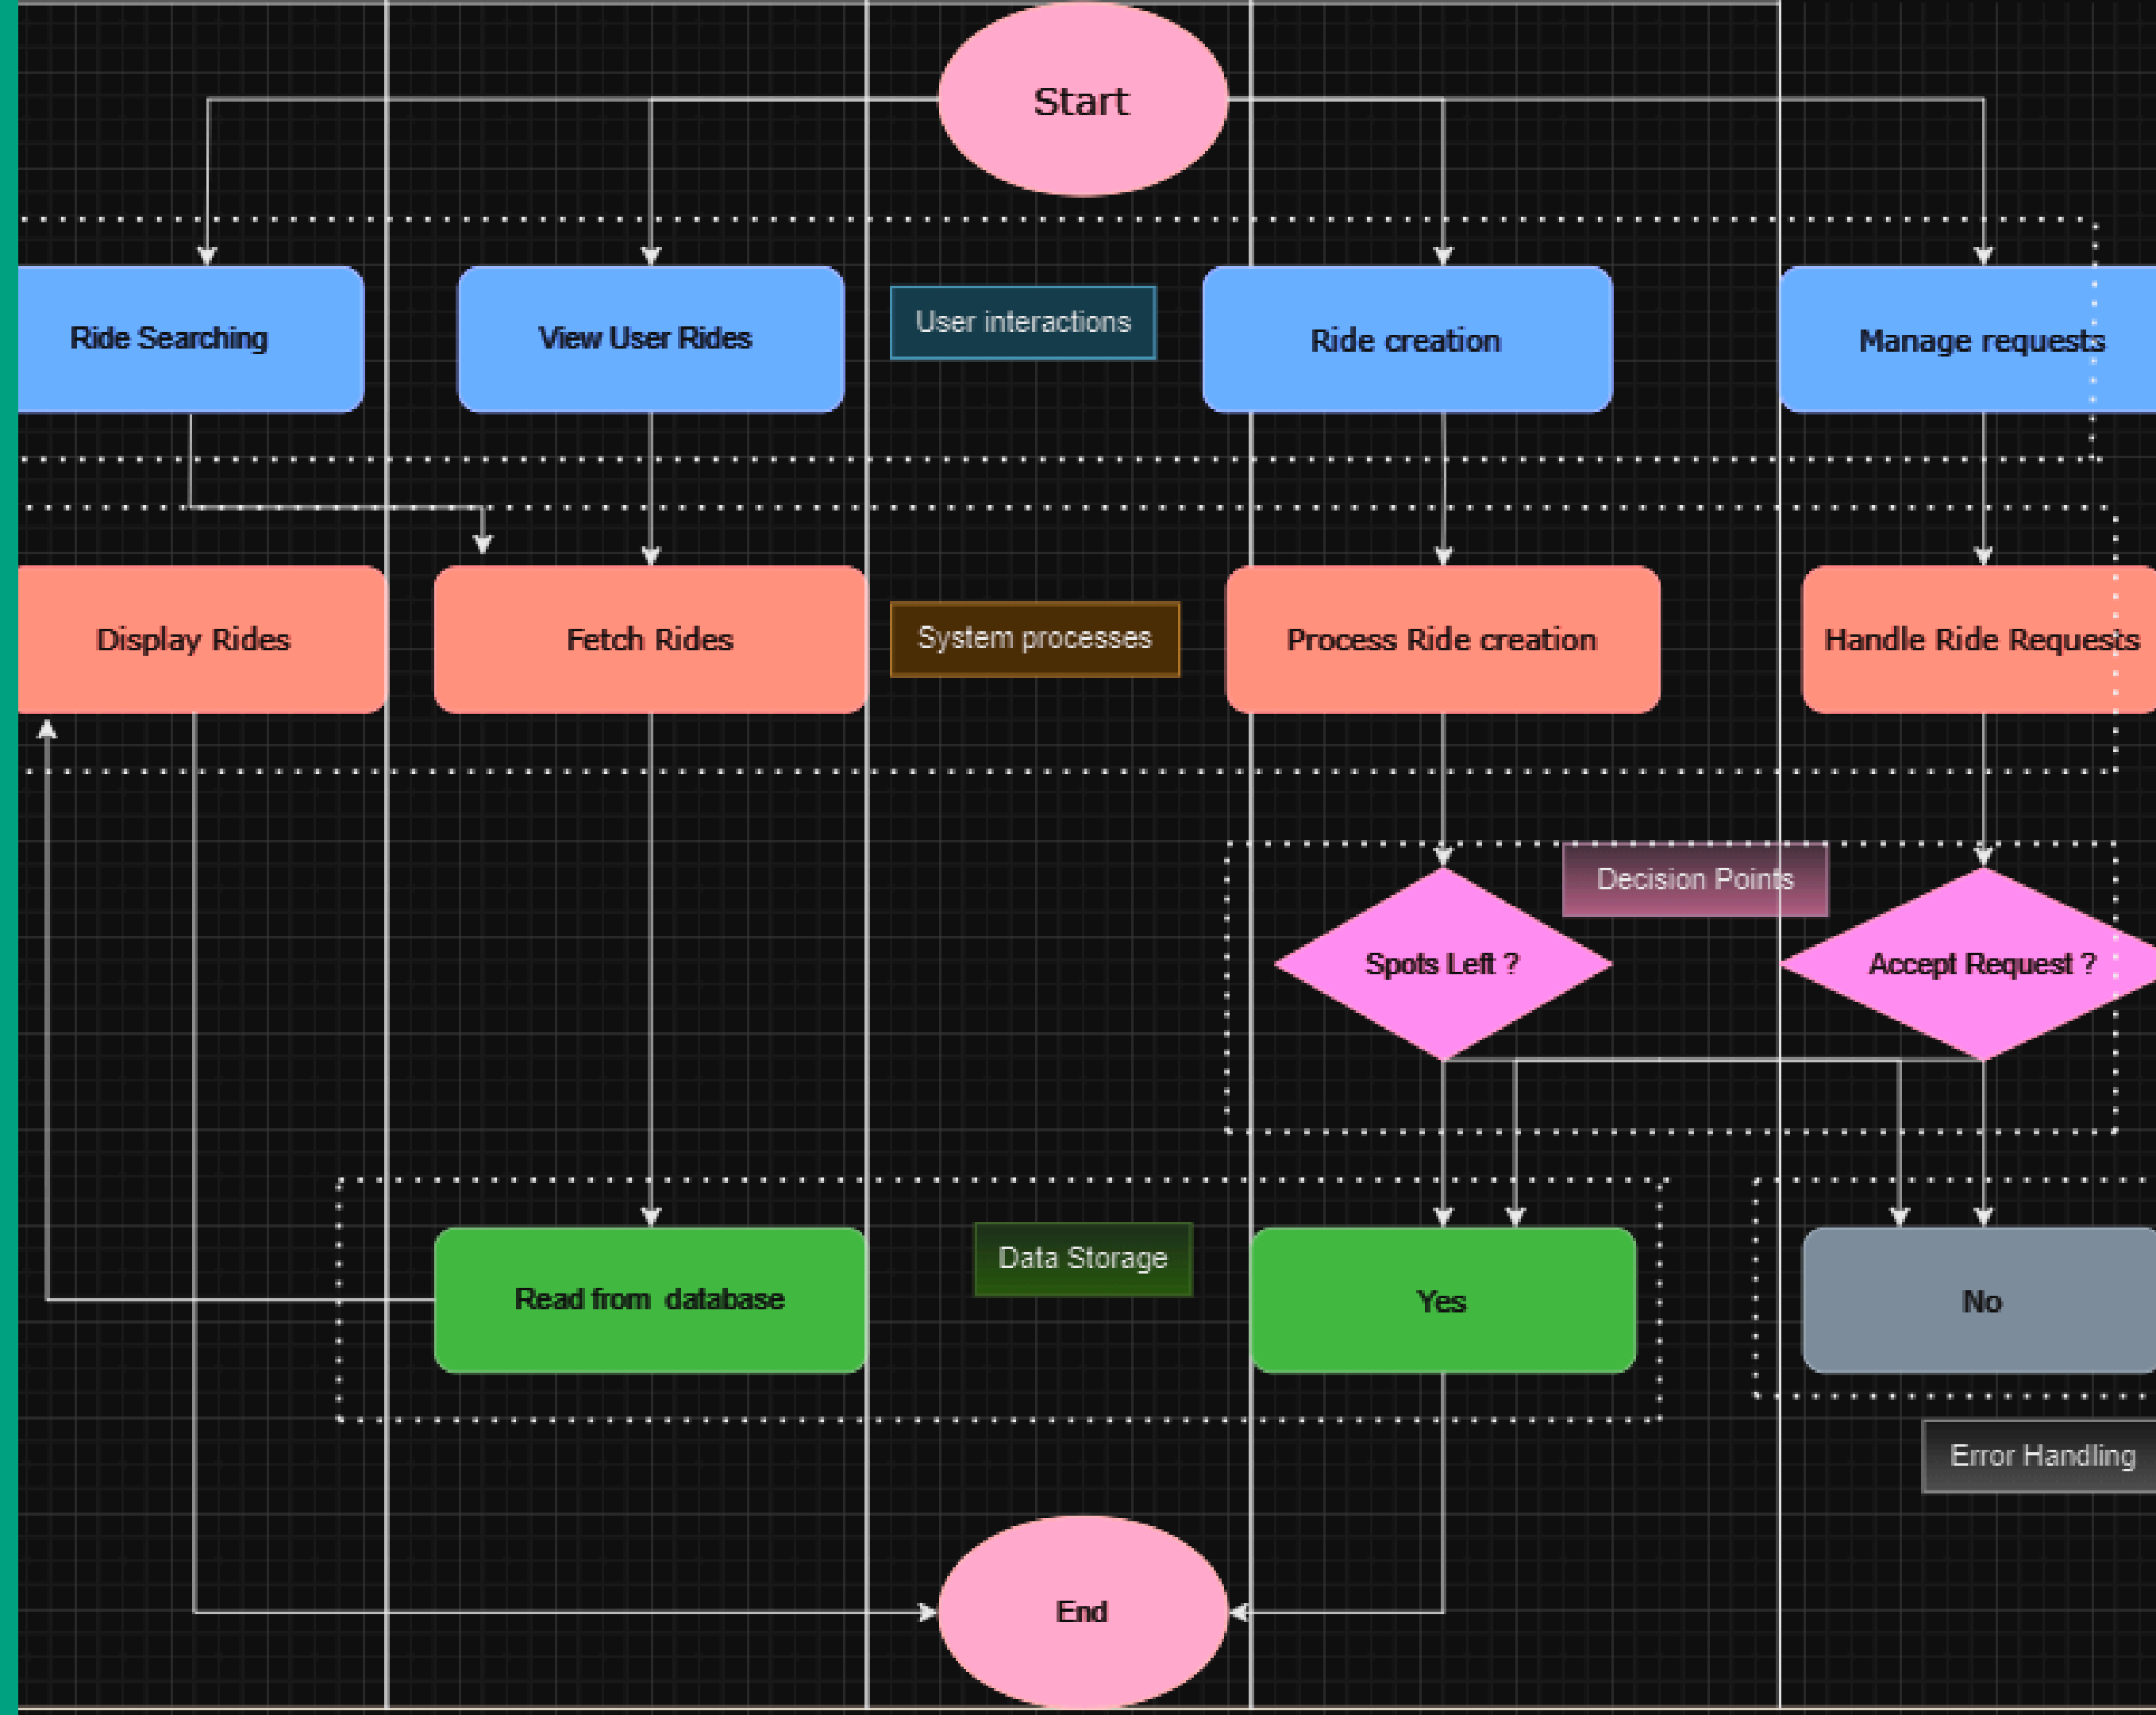 Start
Ride Searching
View User Rides
User interactions
Ride creation
Manage requests
Display Rides
Fetch Rides
System processes
Process Ride creation
Handle Ride Requests
Decision Points
Spots Left ?
Accept Request ?
Data Storage
Read from database
Yes
No
Error Handling
End